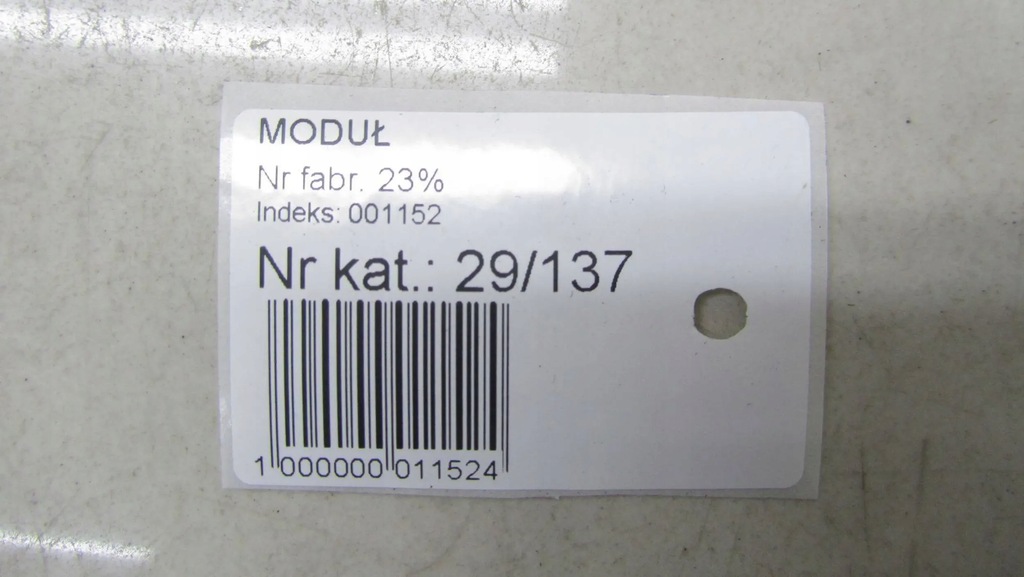 MODUŁ
Nr fabr. 23%
Indeks: 001152
Nr kat.: 29/137
1 000000 011524